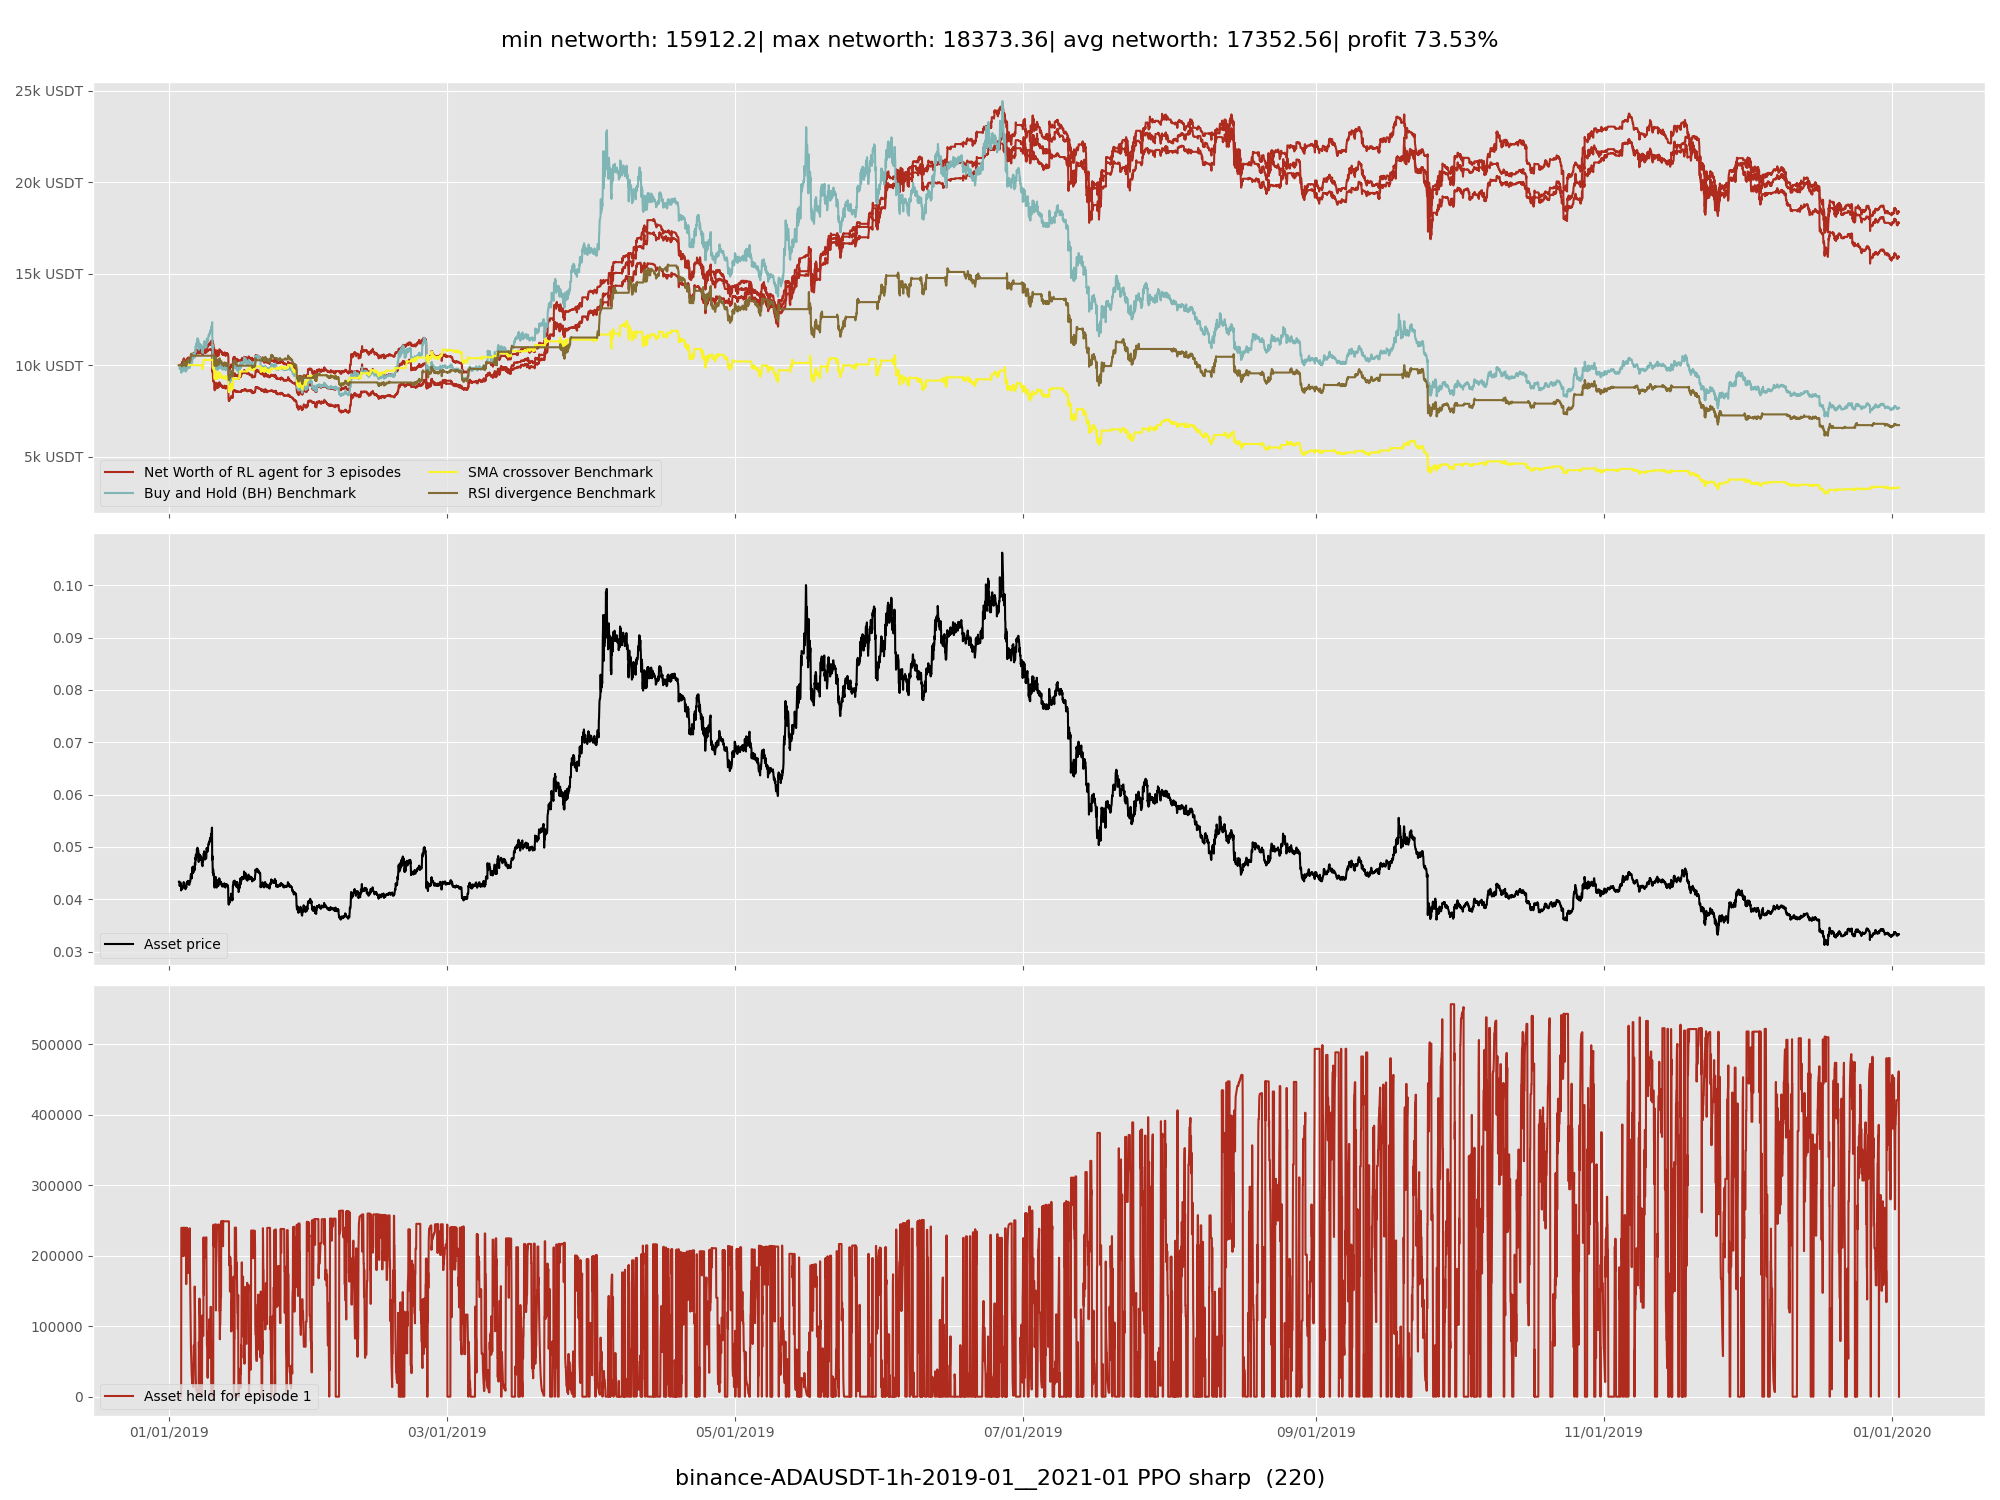 min networth: 15912.2| max networth: 18373.36| avg networth: 17352.56| profit 73.53%
25k USDT
20k USDT
15k USDT
10k USDT
5k USDT
Net Worth of RL agent for 3 episodes
Buy and Hold (BH) Benchmark
SMA crossover Benchmark
RSI divergence Benchmark
0.10
0.09
0.08
0.07
0.06
0.05
0.04
0.03
Asset price
500000
400000
300000
200000
100000
0
Asset held for episode 1
01/01/2019
03/01/2019
05/01/2019
07/01/2019
09/01/2019
11/01/2019
01/01/2020
binance-ADAUSDT-1h-2019-01__2021-01 PPO sharp  (220)